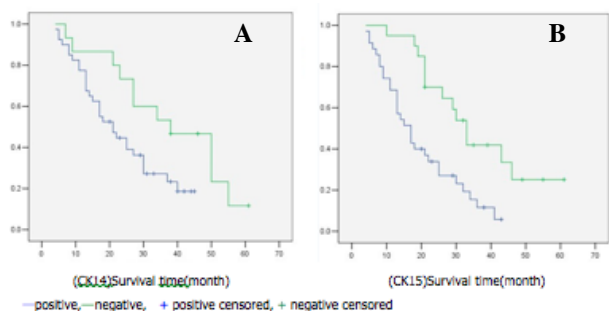 A
1.0
0.8
0.6
0.4
0.2
0.0
0 10 20 30 40 50 60 70
(CK14)Survival time(month)
B
1.0
0.8
0.6
0.4
0.2
0.0
0 10 20 30 40 50 60 70
(CK15)Survival time(month)
positive, negative, + positive censored, + negative censored